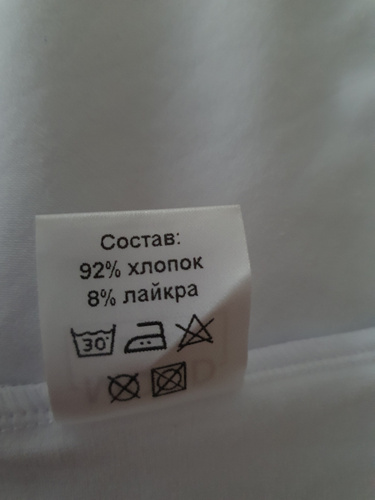 Состав:
92% хлопок
8% лайкра
30°